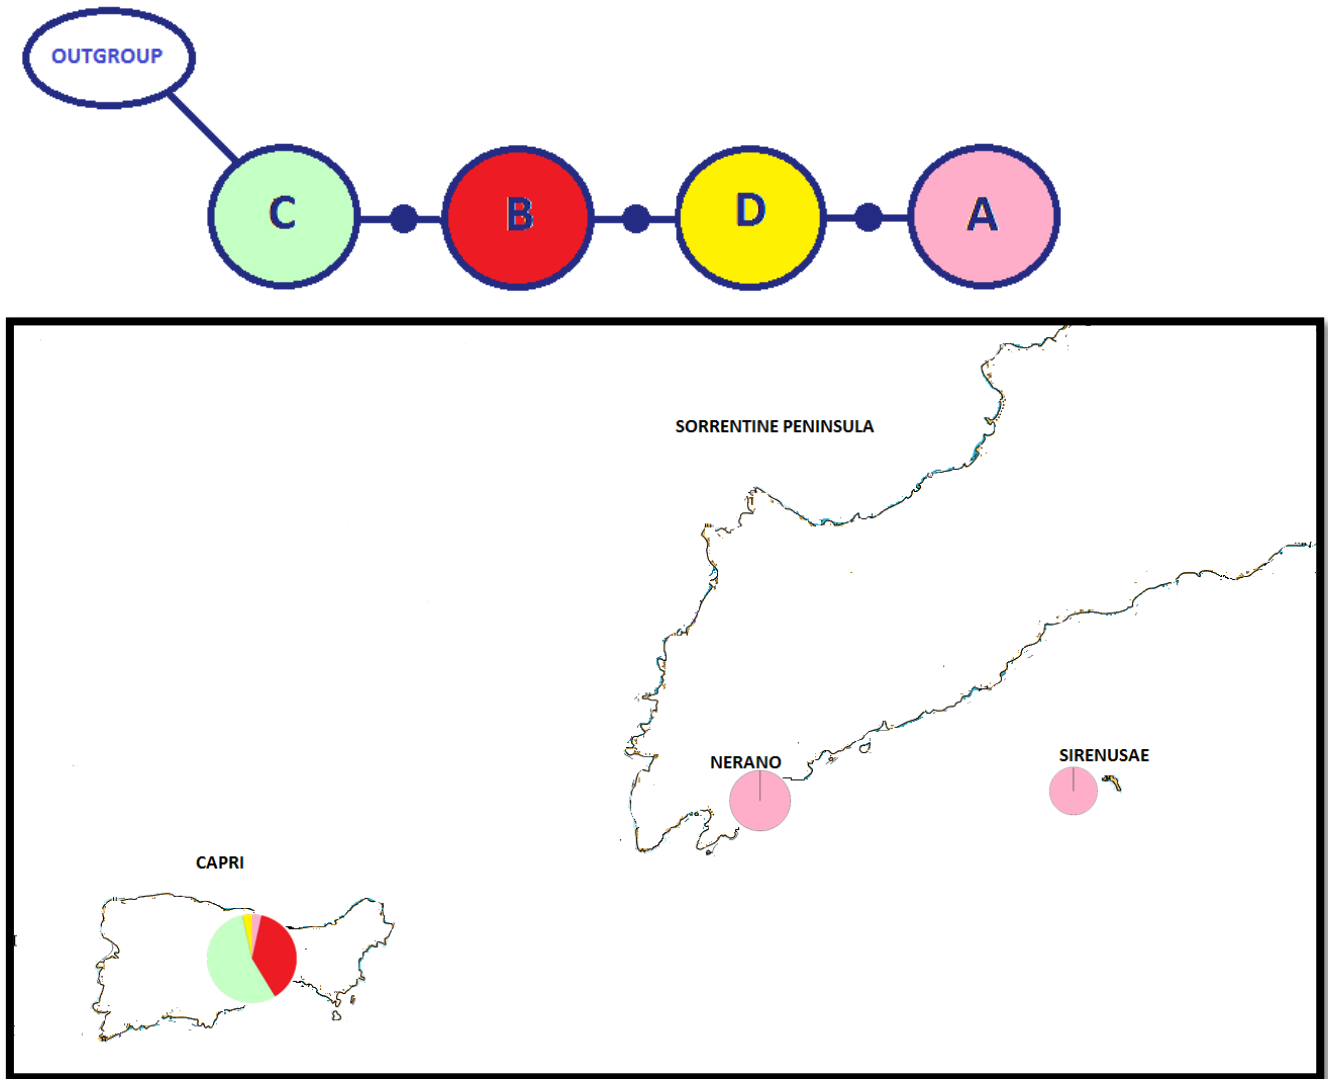 OUTGROUP
C
B
D
A
SORRENTINE PENINSULA
NERANO
SIRENUSAE
CAPRI